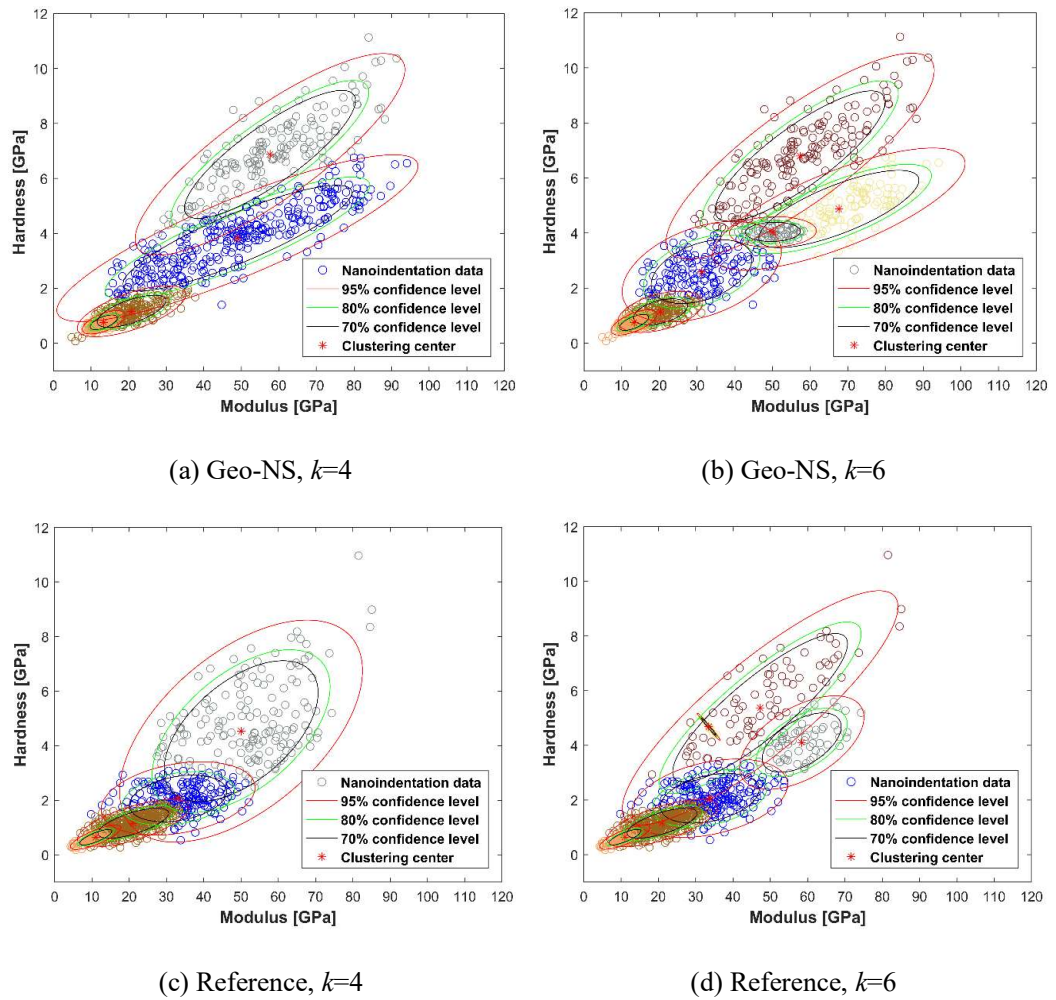 12
10
8
6
4
2
0
Hardness [GPa]
0 10 20 30 40 50 60 70 80 90 100 110 120
Modulus [GPa]
Nanoindentation data
95% confidence level
80% confidence level
70% confidence level
Clustering center
(a) Geo-NS, k=4
12
10
8
6
4
2
0
Hardness [GPa]
0 10 20 30 40 50 60 70 80 90 100 110 120
Modulus [GPa]
Nanoindentation data
95% confidence level
80% confidence level
70% confidence level
Clustering center
(b) Geo-NS, k=6
12
10
8
6
4
2
0
Hardness [GPa]
0 10 20 30 40 50 60 70 80 90 100 110 120
Modulus [GPa]
Nanoindentation data
95% confidence level
80% confidence level
70% confidence level
Clustering center
(c) Reference, k=4
12
10
8
6
4
2
0
Hardness [GPa]
0 10 20 30 40 50 60 70 80 90 100 110 120
Modulus [GPa]
Nanoindentation data
95% confidence level
80% confidence level
70% confidence level
Clustering center
(d) Reference, k=6